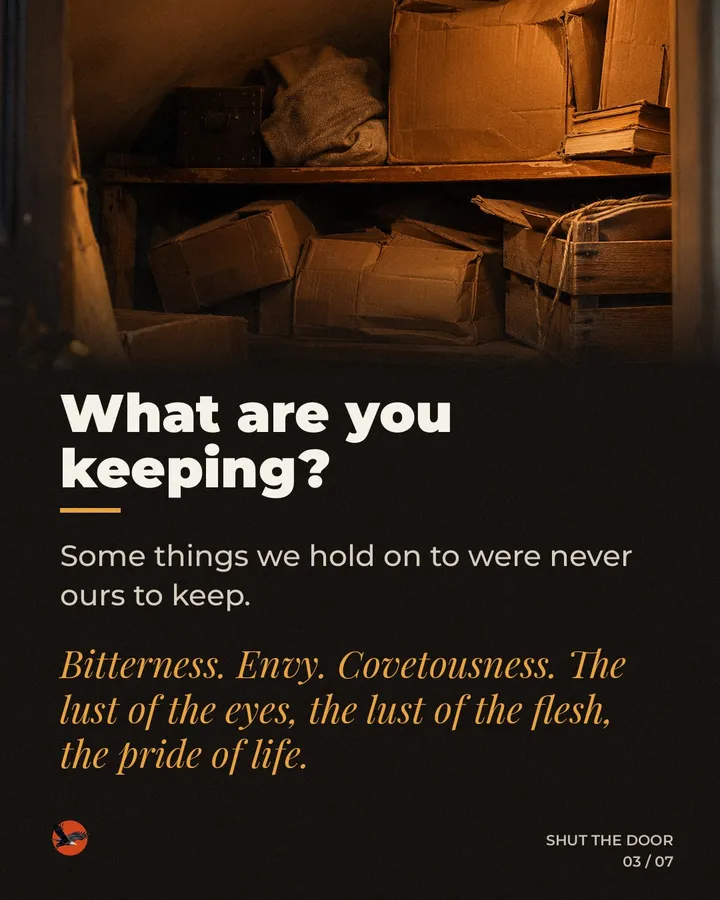 What are you
keeping?
Some things we hold on to were never
ours to keep.
Bitterness. Envy. Covetousness. The
lust of the eyes, the lust of the flesh,
the pride of life.
SHUT THE DOOR
03 / 07